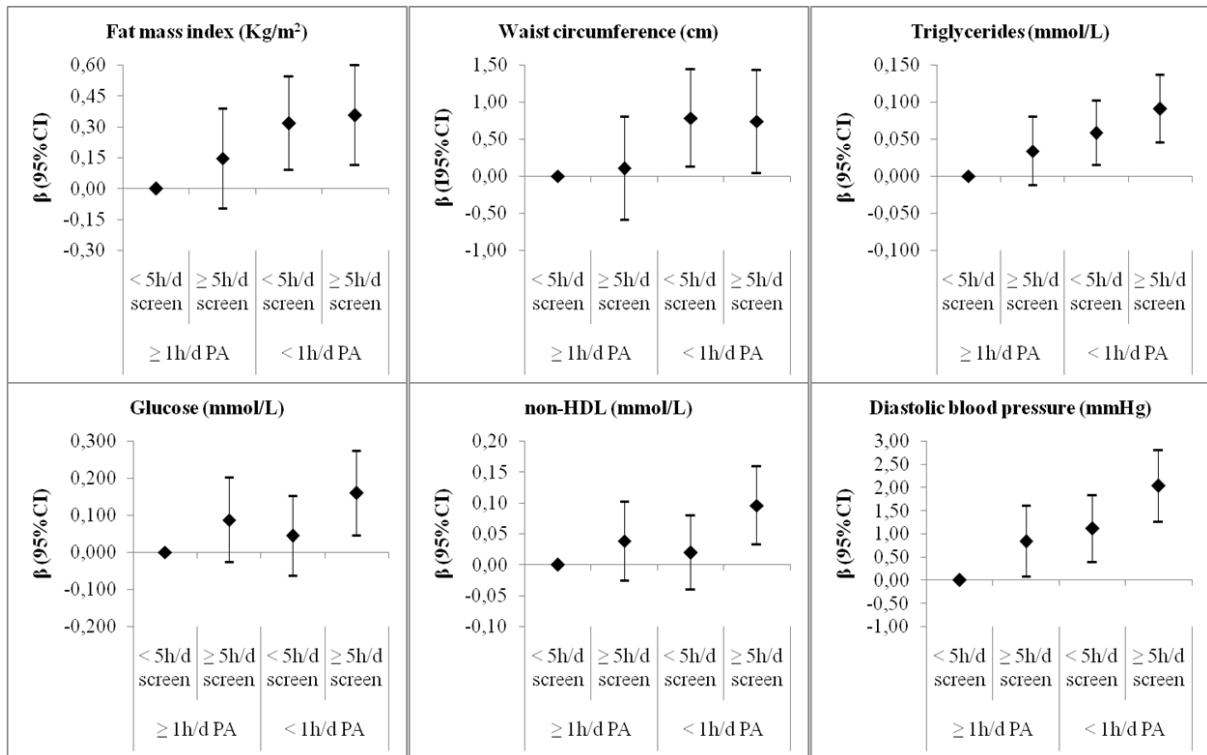 Fat mass index (Kg/m²)
β (95%CI)
0,60
0,45
0,30
0,15
0,00
-0,15
-0,30
< 5h/d ≥ 5h/d < 5h/d ≥ 5h/d
screen screen screen screen
≥ 1h/d PA < 1h/d PA
Waist circumference (cm)
β (I95%CI)
1,50
1,00
0,50
0,00
-0,50
-1,00
< 5h/d ≥ 5h/d < 5h/d ≥ 5h/d
screen screen screen screen
≥ 1h/d PA < 1h/d PA
Triglycerides (mmol/L)
β (95%CI)
0,150
0,100
0,050
0,000
-0,050
-0,100
< 5h/d ≥ 5h/d < 5h/d ≥ 5h/d
screen screen screen screen
≥ 1h/d PA < 1h/d PA
Glucose (mmol/L)
β (95%CI)
0,300
0,200
0,100
0,000
-0,100
-0,200
< 5h/d ≥ 5h/d < 5h/d ≥ 5h/d
screen screen screen screen
≥ 1h/d PA < 1h/d PA
non-HDL (mmol/L)
β (95%CI)
0,20
0,15
0,10
0,05
0,00
-0,05
-0,10
< 5h/d ≥ 5h/d < 5h/d ≥ 5h/d
screen screen screen screen
≥ 1h/d PA < 1h/d PA
Diastolic blood pressure (mmHg)
β (95%CI)
3,00
2,50
2,00
1,50
1,00
0,50
0,00
-0,50
-1,00
< 5h/d ≥ 5h/d < 5h/d ≥ 5h/d
screen screen screen screen
≥ 1h/d PA < 1h/d PA